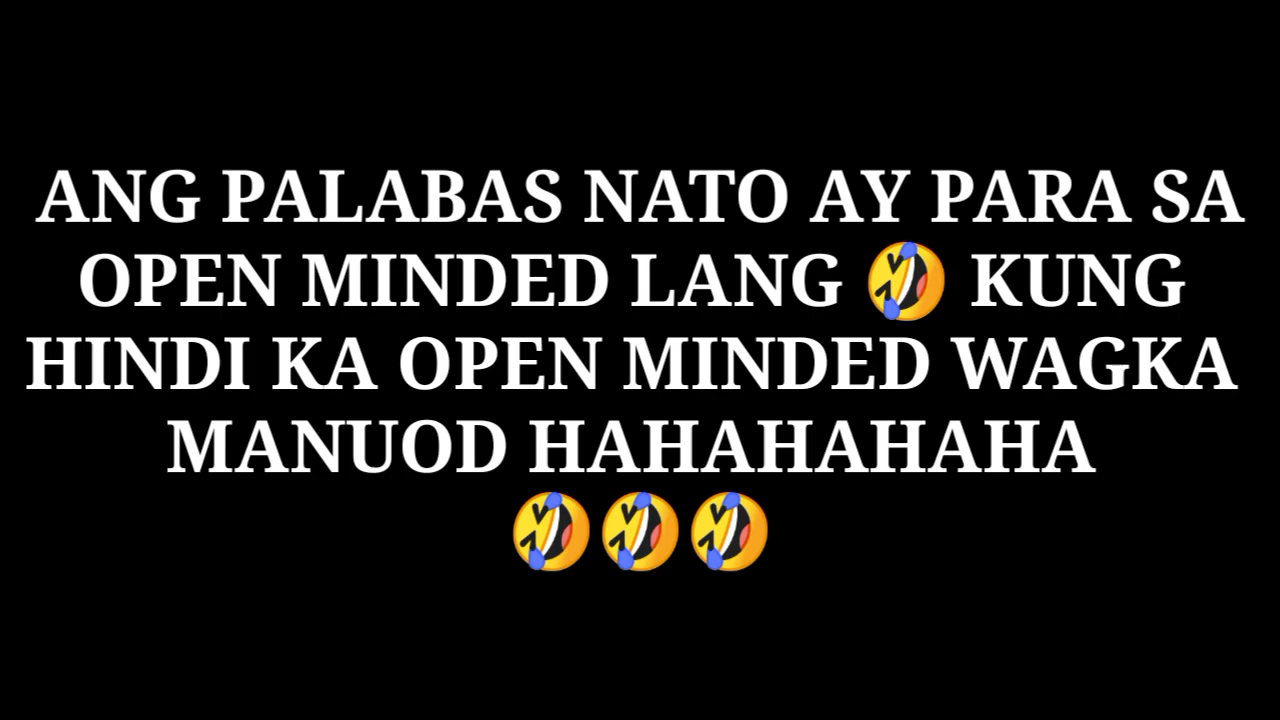 ANG PALABAS NATO AY PARA SA
OPEN MINDED LANG 🤣 KUNG
HINDI KA OPEN MINDED WAGKA
MANUOD HAHAHAHAHA
🤣🤣🤣